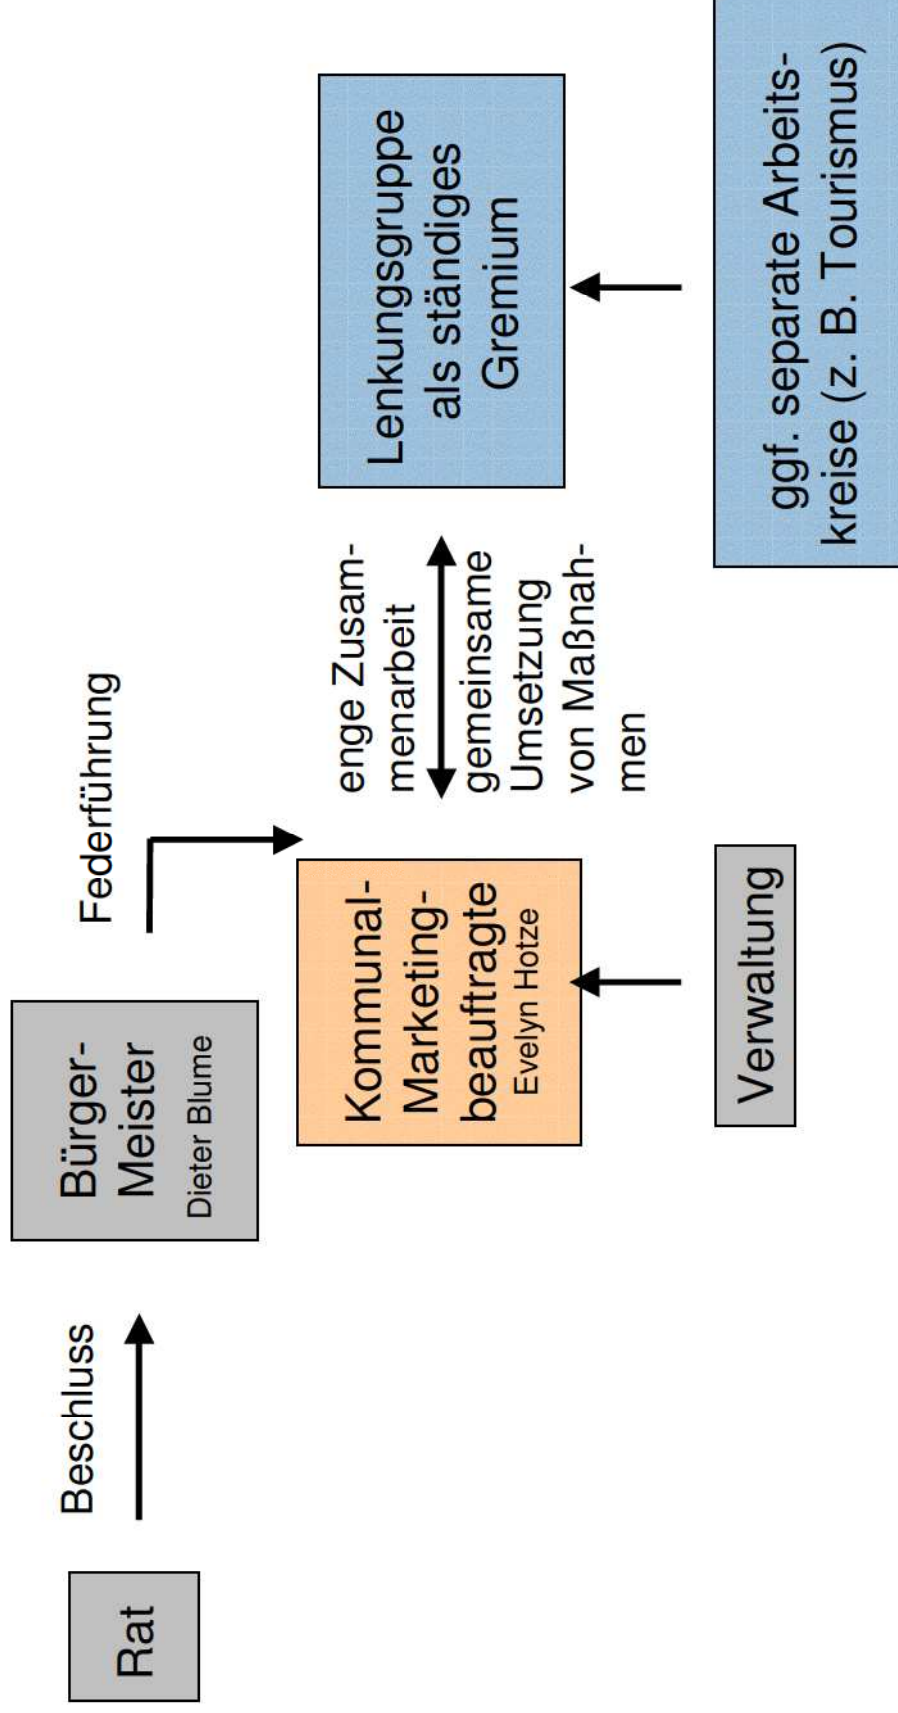 Rat
Beschluss
Bürger-
Meister
Dieter Blume
Federführung
Kommunal-
Marketing-
beauftragte
Evelyn Hotze
enge Zusam-
menarbeit
gemeinsame
Umsetzung
von Maßnah-
men
Lenkungsgruppe
als ständiges
Gremium
Verwaltung
ggf. separate Arbeits-
kreise (z. B. Tourismus)